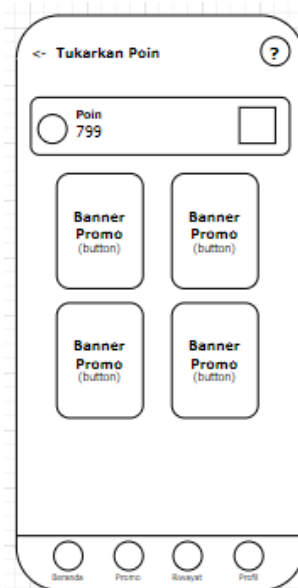 <- Tukarkan Poin
?
Poin
799
Banner
Promo
(button)
Banner
Promo
(button)
Banner
Promo
(button)
Banner
Promo
(button)
Beranda
Promo
Riwayat
Profil